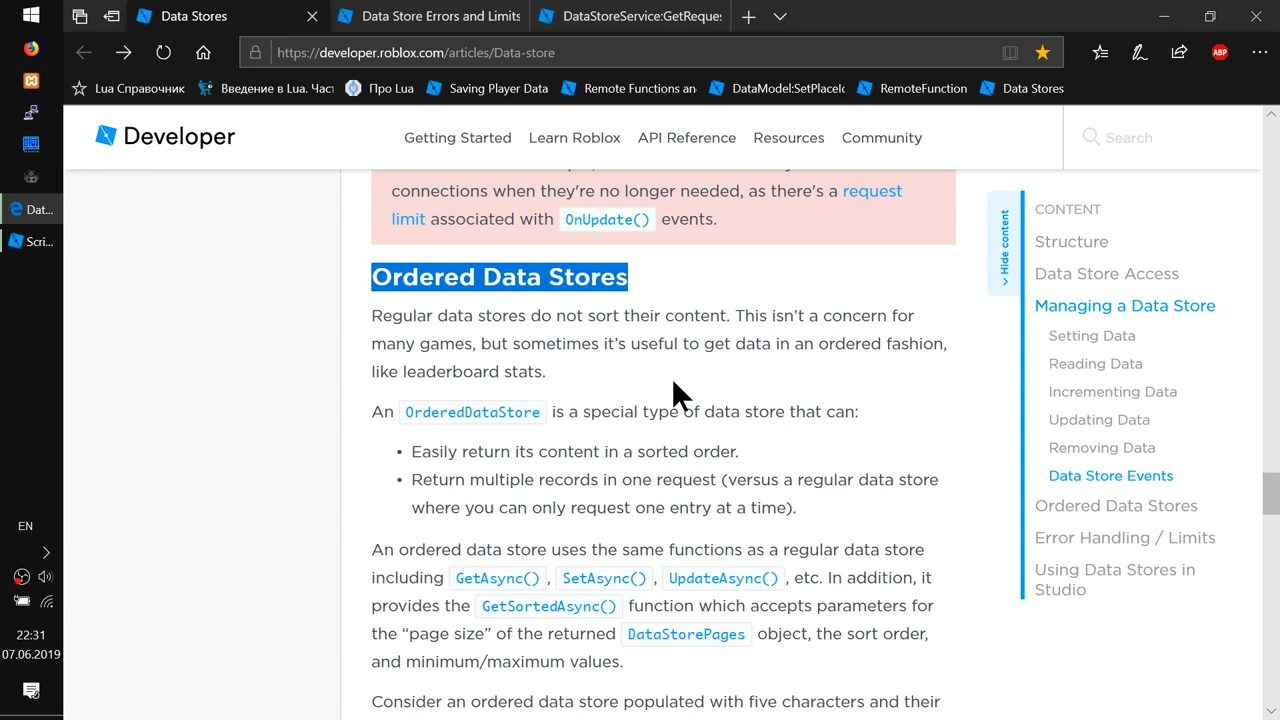 Data Stores
Data Store Errors and Limits
DataStoreService:GetReques
https://developer.roblox.com/articles/Data-store
ABP
Lua Справочник
Введение в Lua. Част
Про Lua
Saving Player Data
Remote Functions an
DataModel:SetPlaceId
RemoteFunction
Data Stores
Developer
Getting Started
Learn Roblox
API Reference
Resources
Community
Search
connections when they're no longer needed, as there's a request
limit associated with OnUpdate() events.
Ordered Data Stores
Regular data stores do not sort their content. This isn't a concern for
many games, but sometimes it's useful to get data in an ordered fashion,
like leaderboard stats.
An OrderedDataStore is a special type of data store that can:
• Easily return its content in a sorted order.
• Return multiple records in one request (versus a regular data store
where you can only request one entry at a time).
An ordered data store uses the same functions as a regular data store
including GetAsync(), SetAsync(), UpdateAsync(), etc. In addition, it
provides the GetSortedAsync() function which accepts parameters for
the “page size” of the returned DataStorePages object, the sort order,
and minimum/maximum values.
Consider an ordered data store populated with five characters and their
Hide content
CONTENT
Structure
Data Store Access
Managing a Data Store
Setting Data
Reading Data
Incrementing Data
Updating Data
Removing Data
Data Store Events
Ordered Data Stores
Error Handling / Limits
Using Data Stores in
Studio
Dat...
Scri...
EN
22:31
07.06.2019